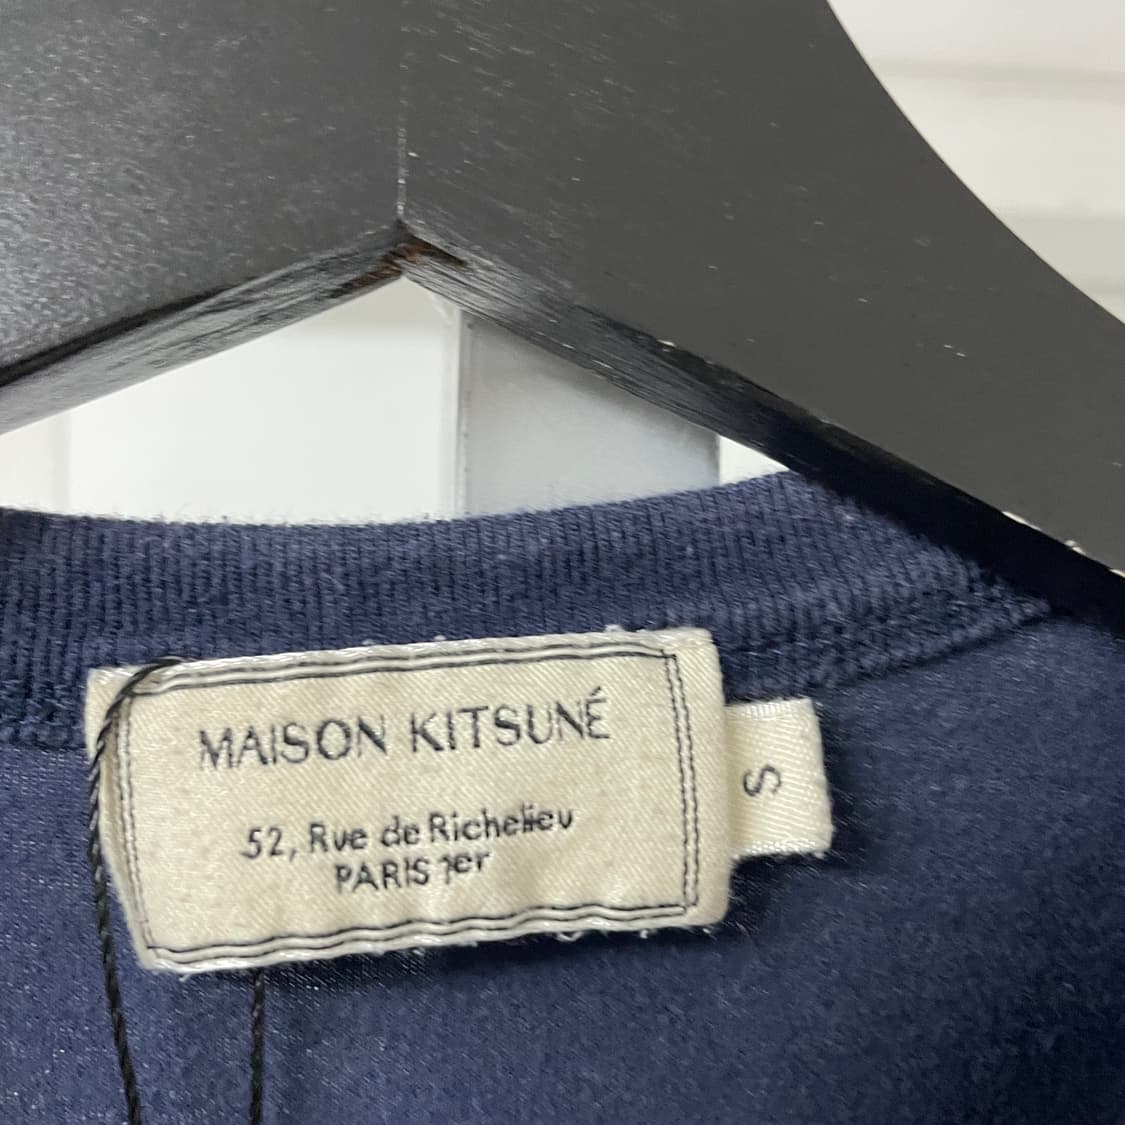 MAISON KITSUNÉ
52, Rue de Richelieu
PARIS 1er
S